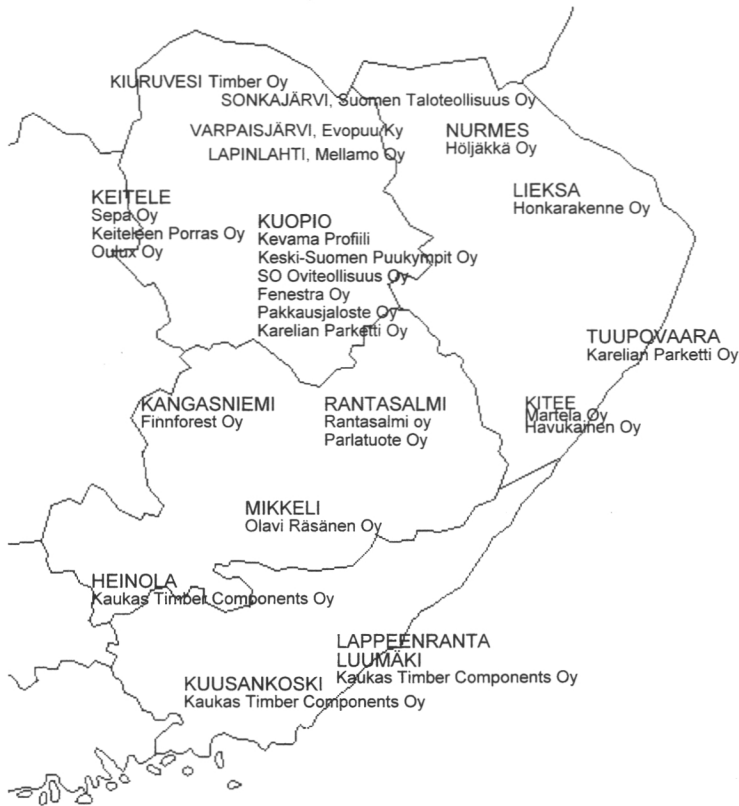 KIURUVESI Timber Oy
SONKAJÄRVI, Suomen Taloteollisuus Oy
VARPAISJÄRVI, Evopuu Ky
LAPINLAHTI, Mellamo Oy
NURMES
Höljäkkä Oy
LIEKSA
Honkarakenne Oy
KEITELE
Sepa Oy
Keiteleen Porras Oy
Oulux Oy
KUOPIO
Kevama Profiili
Keski-Suomen Puukympit Oy
SO Oviteollisuus Oy
Fenestra Oy
Pakkausjaloste Oy
Karelian Parketti Oy
TUUPOVAARA
Karelian Parketti Oy
KANGASNIEMI
Finnforest Oy
RANTASALMI
Rantasalmi oy
Parlatuote Oy
KITEE
Martela Oy
Havukainen Oy
MIKKELI
Olavi Räsänen Oy
HEINOLA
Kaukas Timber Components Oy
LAPPEENRANTA
LUUMÄKI
Kaukas Timber Components Oy
KUUSANKOSKI
Kaukas Timber Components Oy